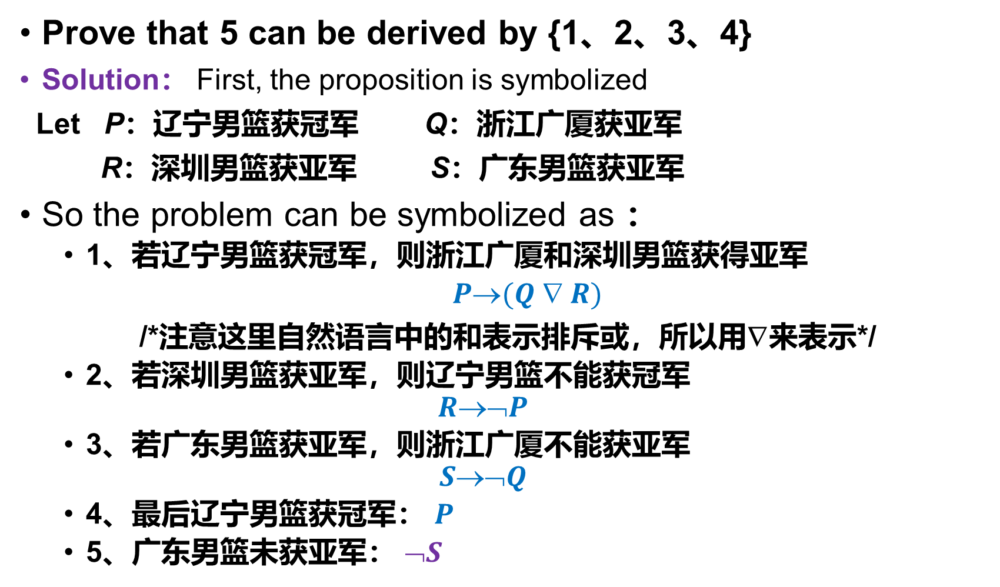 • Prove that 5 can be derived by {1、2、3、4}
• Solution： First, the proposition is symbolized
Let P：辽宁男篮获冠军 Q：浙江广厦获亚军
R：深圳男篮获亚军 S：广东男篮获亚军
• So the problem can be symbolized as：
• 1、若辽宁男篮获冠军，则浙江广厦和深圳男篮获得亚军
P→(Q ▽ R)
/*注意这里自然语言中的和表示排斥或，所以用▽来表示*/
• 2、若深圳男篮获亚军，则辽宁男篮不能获冠军
R→¬P
• 3、若广东男篮获亚军，则浙江广厦不能获亚军
S→¬Q
• 4、最后辽宁男篮获冠军： P
• 5、广东男篮未获亚军： ¬S